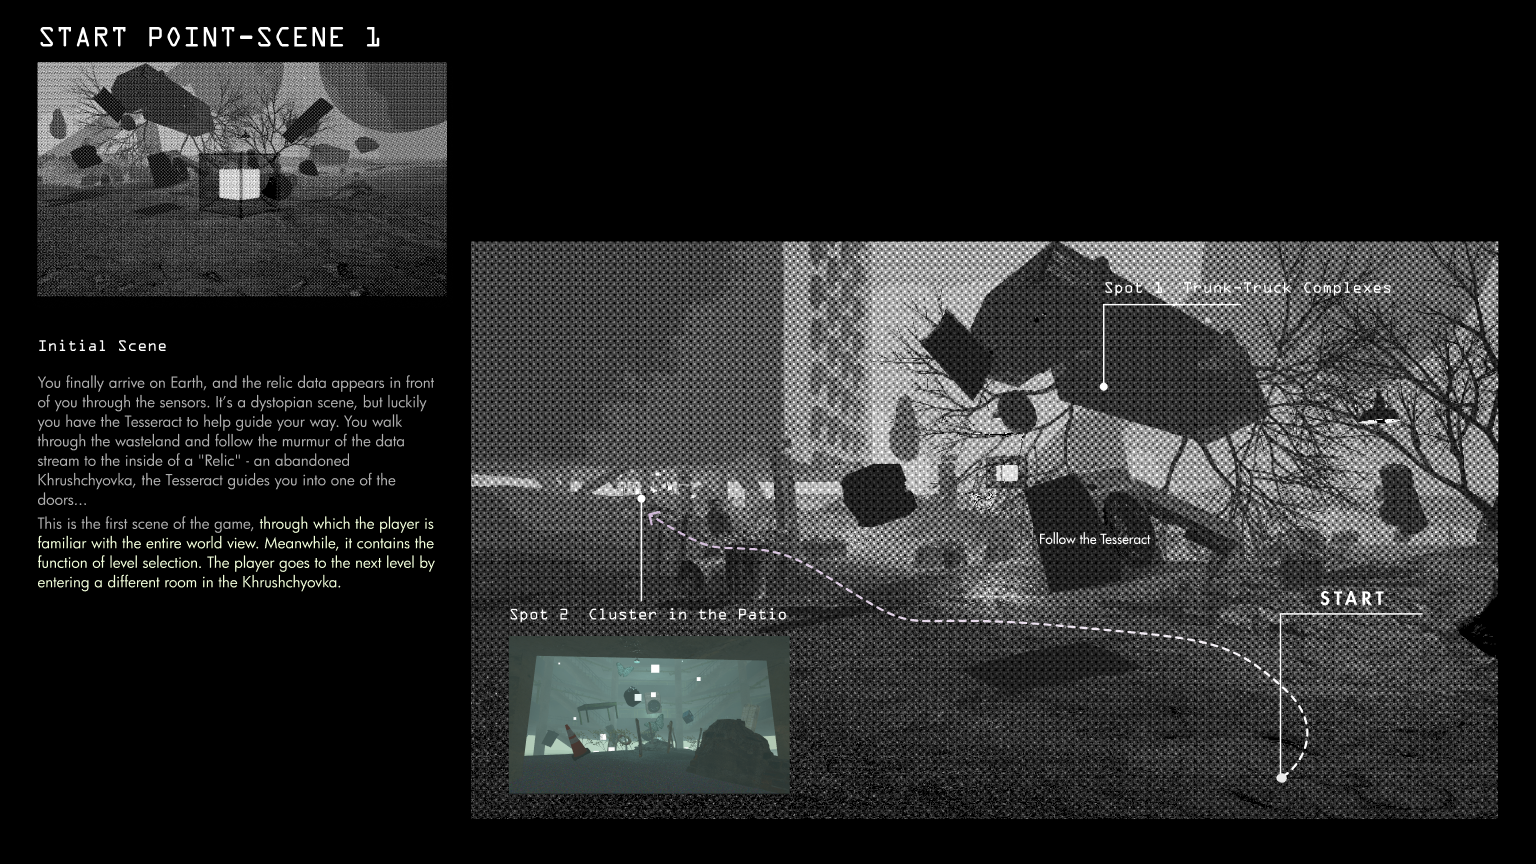 START POINT-SCENE 1
Initial Scene
You finally arrive on Earth, and the relic data appears in front
of you through the sensors. It's a dystopian scene, but luckily
you have the Tesseract to help guide your way. You walk
through the wasteland and follow the murmur of the data
stream to the inside of a "Relic" - an abandoned
Khrushchyovka, the Tesseract guides you into one of the
doors...
This is the first scene of the game, through which the player is
familiar with the entire world view. Meanwhile, it contains the
function of level selection. The player goes to the next level by
entering a different room in the Khrushchyovka.
Spot 1 Trunk-Truck Complexes
Follow the Tesseract
START
Spot 2 Cluster in the Patio